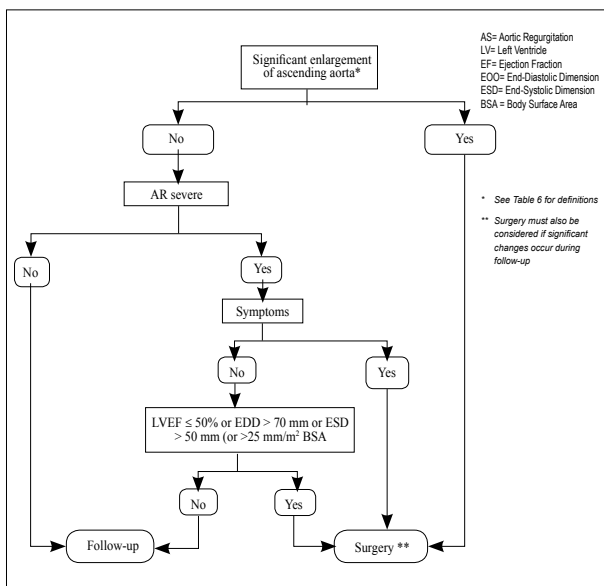 Significant enlargement
of ascending aorta*
AS= Aortic Regurgitation
LV= Left Ventricle
EF= Ejection Fraction
EOO= End-Diastolic Dimension
ESD= End-Systolic Dimension
BSA = Body Surface Area
No
Yes
AR severe
* See Table 6 for definitions
** Surgery must also be
considered if significant
changes occur during
follow-up
No
Yes
Symptoms
No
Yes
LVEF ≤ 50% or EDD > 70 mm or ESD
> 50 mm (or >25 mm/m² BSA
No
Yes
Follow-up
Surgery **